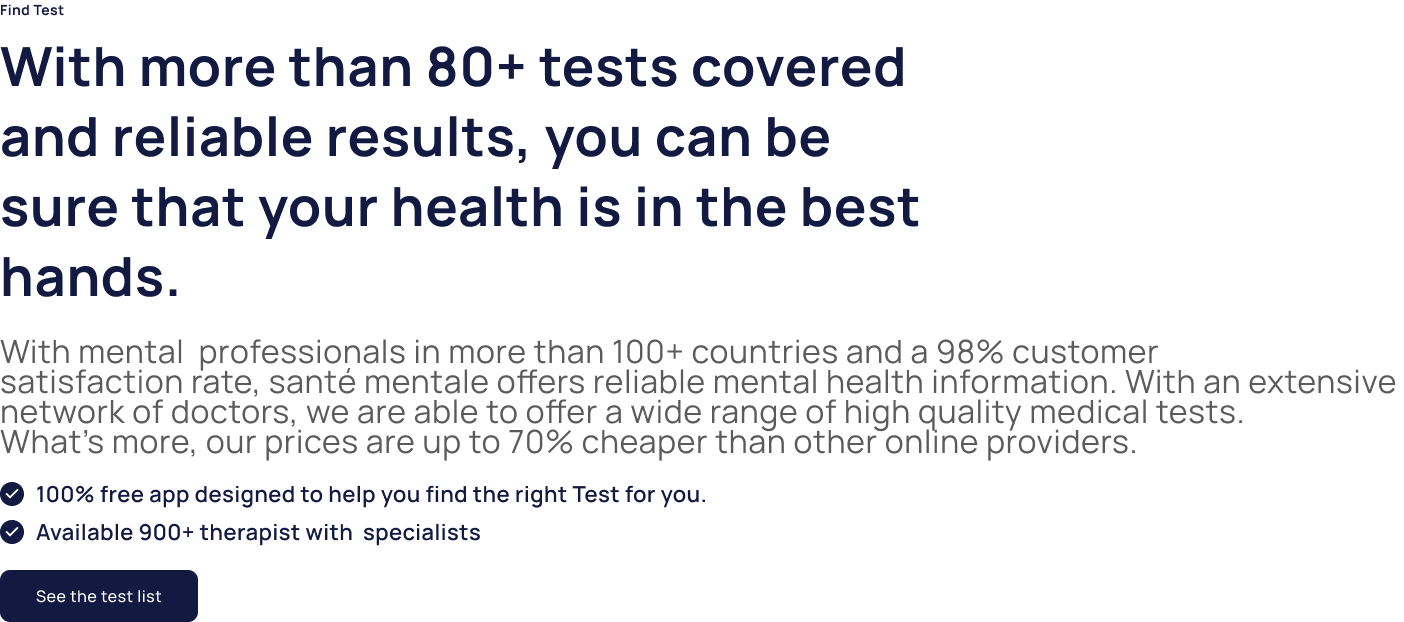 Find Test
With more than 80+ tests covered
and reliable results, you can be
sure that your health is in the best
hands.
With mental  professionals in more than 100+ countries and a 98% customer
satisfaction rate, santé mentale offers reliable mental health information. With an extensive
network of doctors, we are able to offer a wide range of high quality medical tests.
What’s more, our prices are up to 70% cheaper than other online providers.
100% free app designed to help you find the right Test for you.
Available 900+ therapist with  specialists
See the test list